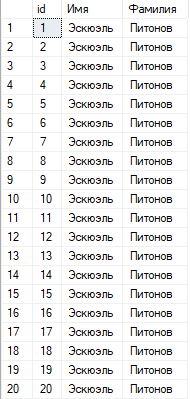 id Имя Фамилия
1 1 Эскюэль Питонов
2 2 Эскюэль Питонов
3 3 Эскюэль Питонов
4 4 Эскюэль Питонов
5 5 Эскюэль Питонов
6 6 Эскюэль Питонов
7 7 Эскюэль Питонов
8 8 Эскюэль Питонов
9 9 Эскюэль Питонов
10 10 Эскюэль Питонов
11 11 Эскюэль Питонов
12 12 Эскюэль Питонов
13 13 Эскюэль Питонов
14 14 Эскюэль Питонов
15 15 Эскюэль Питонов
16 16 Эскюэль Питонов
17 17 Эскюэль Питонов
18 18 Эскюэль Питонов
19 19 Эскюэль Питонов
20 20 Эскюэль Питонов